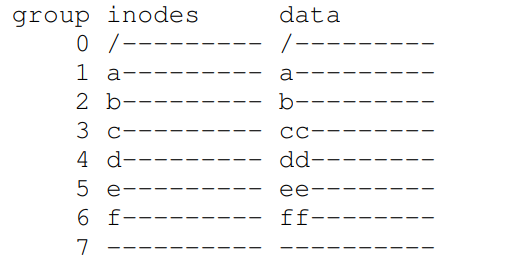 group inodes     data
    0 /--------- /---------
    1 a--------- a---------
    2 b--------- b---------
    3 c--------- cc--------
    4 d--------- dd--------
    5 e--------- ee--------
    6 f--------- ff--------
    7 ---------- ----------